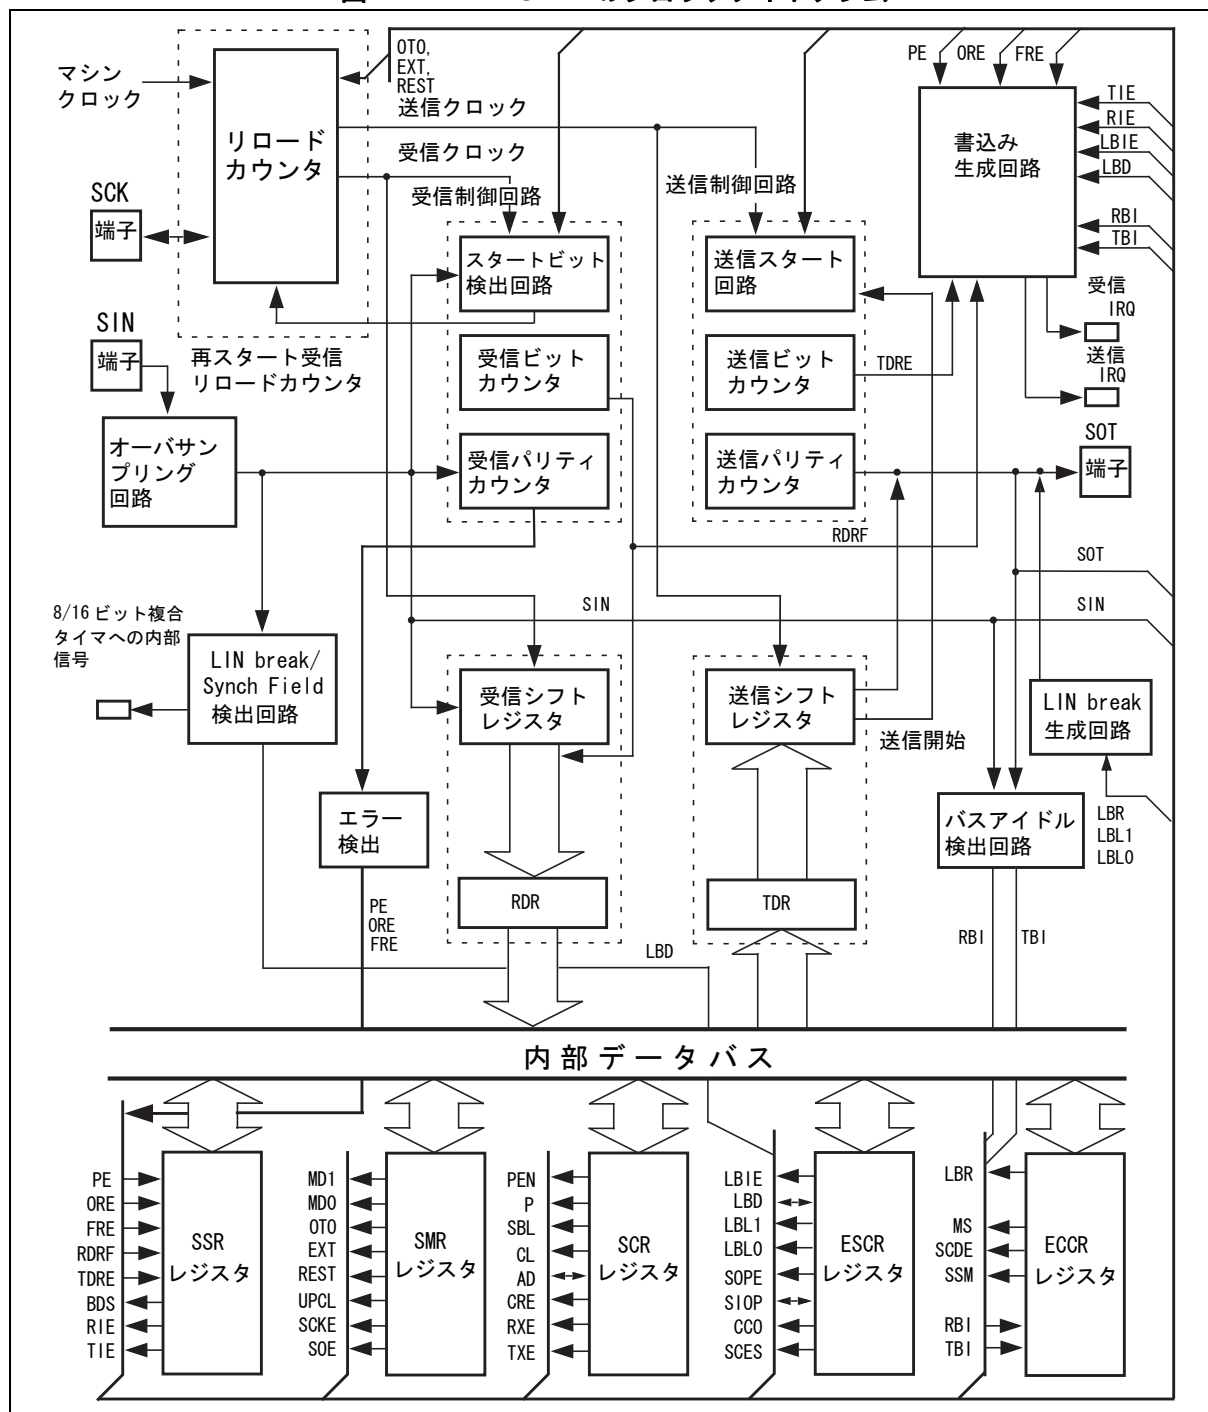 OTO,
EXT,
REST
PE ORE FRE
マシン
クロック
送信クロック
受信クロック
リロード
カウンタ
書込み
生成回路
TIE
RIE
LBIE
LBD
RBI
TBI
SCK
端子
受信制御回路
送信制御回路
スタートビット
検出回路
送信スタート
回路
受信
IRQ
送信
IRQ
SIN
端子
再スタート受信
リロードカウンタ
受信ビット
カウンタ
送信ビット
カウンタ
TDRE
オーバサン
プリング
回路
受信パリティ
カウンタ
送信パリティ
カウンタ
SOT
端子
RDRF
SOT
SIN
SIN
8/16 ビット複合
タイマへの内部
信号
LIN break/
Synch Field
検出回路
受信シフト
レジスタ
送信シフト
レジスタ
送信開始
LIN break
生成回路
エラー
検出
バスアイドル
検出回路
LBR
LBL1
LBL0
RDR
TDR
PE
ORE
FRE
LBD
RBI
TBI
内部データバス
PE
ORE
FRE
RDRF
TDRE
BDS
RIE
TIE
SSR
レジスタ
MD1
MD0
OTO
EXT
REST
UPCL
SCKE
SOE
SMR
レジスタ
PEN
P
SBL
CL
AD
CRE
RXE
TXE
SCR
レジスタ
LBIE
LBD
LBL1
LBL0
SOPE
SIOP
CCO
SCES
ESCR
レジスタ
LBR
MS
SCDE
SSM
RBI
TBI
ECCR
レジスタ